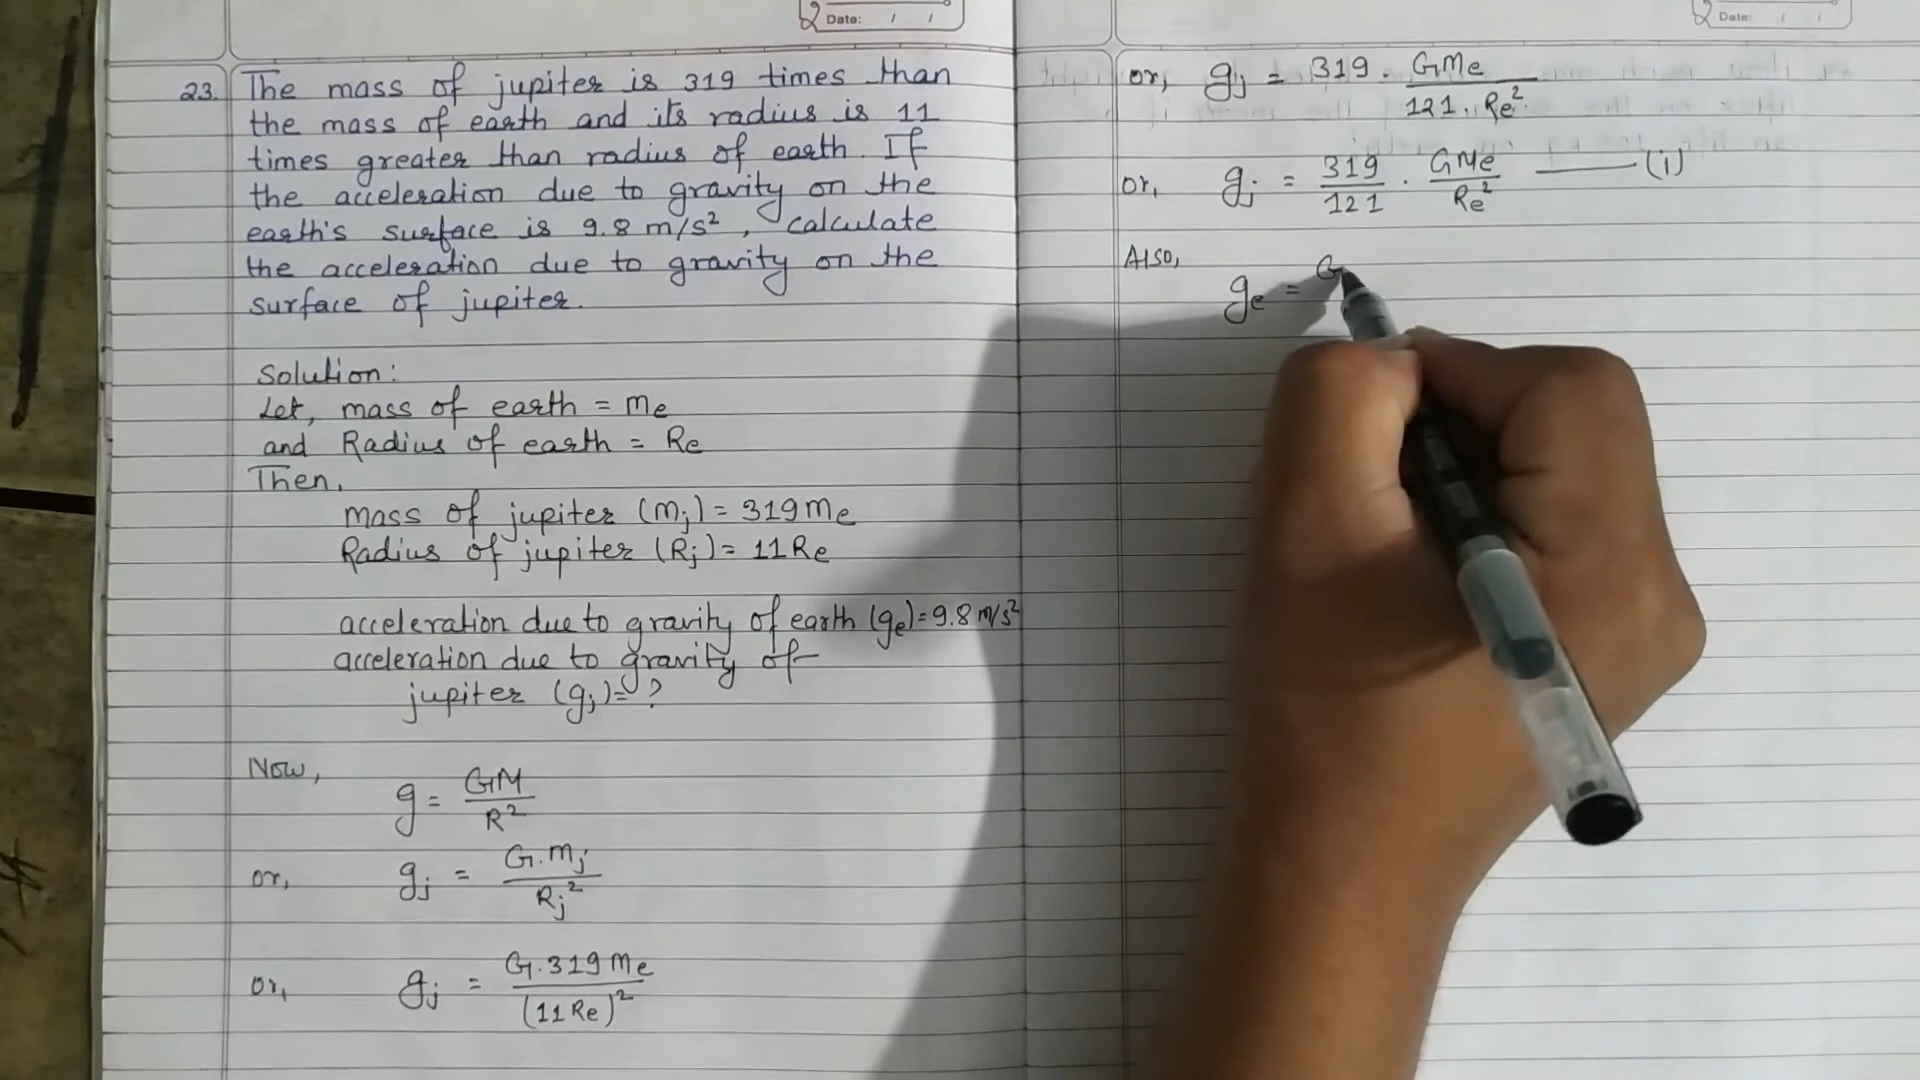 Date: / /
23. The mass of jupiter is 319 times than
the mass of earth and its radius is 11
times greater than radius of earth. If
the acceleration due to gravity on the
earth's surface is 9.8 m/s², calculate
the acceleration due to gravity on the
surface of jupiter.
Solution:
Let, mass of earth = Me
and Radius of earth = Re
Then,
mass of jupiter (Mj) = 319 Me
Radius of jupiter (Rj) = 11 Re
acceleration due to gravity of earth (ge) = 9.8 m/s²
acceleration due to gravity of
jupiter (gj) = ?
Now,
g = GM / R²
or, gj = G.Mj / Rj²
or, gj = G.319 Me / (11 Re)²
Date: / /
or, gj = 319 . GMe / 121 . Re²
or, gj = 319/121 . GMe/Re² —— (i)
Also,
ge = G